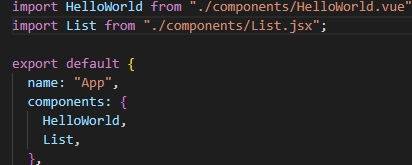 import HelloWorld from "./components/HelloWorld.vue"
import List from "./components/List.jsx";
export default {
name: "App",
components: {
HelloWorld,
List,
},